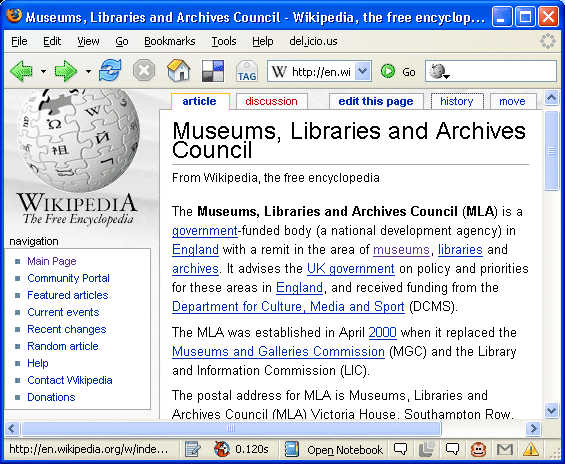 Museums, Libraries and Archives Council - Wikipedia, the free encyclop...
File Edit View Go Bookmarks Tools Help del.icio.us
TAG W http://en.wi Go
article discussion edit this page history move
WIKIPEDIA
The Free Encyclopedia
navigation
Main Page
Community Portal
Featured articles
Current events
Recent changes
Random article
Help
Contact Wikipedia
Donations
Museums, Libraries and Archives
Council
From Wikipedia, the free encyclopedia
The Museums, Libraries and Archives Council (MLA) is a
government-funded body (a national development agency) in
England with a remit in the area of museums, libraries and
archives. It advises the UK government on policy and priorities
for these areas in England, and received funding from the
Department for Culture, Media and Sport (DCMS).
The MLA was established in April 2000 when it replaced the
Museums and Galleries Commission (MGC) and the Library
and Information Commission (LIC).
The postal address for MLA is Museums, Libraries and
Archives Council (MLA) Victoria House, Southampton Row,
http://en.wikipedia.org/w/inde... 0.120s Open Notebook